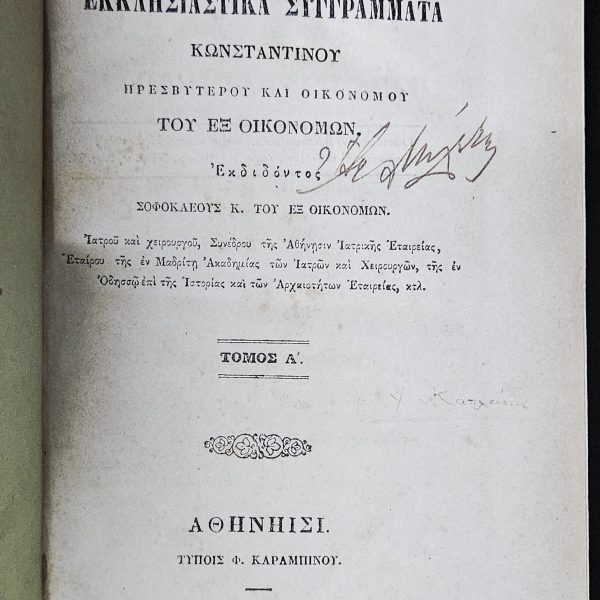 ΕΚΚΛΗΣΙΑΣΤΙΚΑ ΣΥΓΓΡΑΜΜΑΤΑ
ΚΩΝΣΤΑΝΤΙΝΟΥ
ΠΡΕΣΒΥΤΕΡΟΥ ΚΑΙ ΟΙΚΟΝΟΜΟΥ
ΤΟΥ ΕΞ ΟΙΚΟΝΟΜΩΝ,
Ἐκδιδόντος
ΣΟΦΟΚΛΕΟΥΣ Κ. ΤΟΥ ΕΞ ΟΙΚΟΝΟΜΩΝ.
Ἰατροῦ καὶ χειρουργοῦ, Συνέδρου τῆς Ἀθήνησιν Ἰατρικῆς Ἑταιρείας,
Ἑταίρου τῆς ἐν Μαδρίτῃ Ἀκαδημίας τῶν Ἰατρῶν καὶ Χειρουργῶν, τῆς ἐν
Ὀδησσῷ ἐπὶ τῆς Ἱστορίας καὶ τῶν Ἀρχαιοτήτων Ἑταιρείας, κτλ.
ΤΟΜΟΣ Α΄.
ΑΘΗΝΗΙΣΙ.
ΤΥΠΟΙΣ Φ. ΚΑΡΑΜΠΙΝΟΥ.